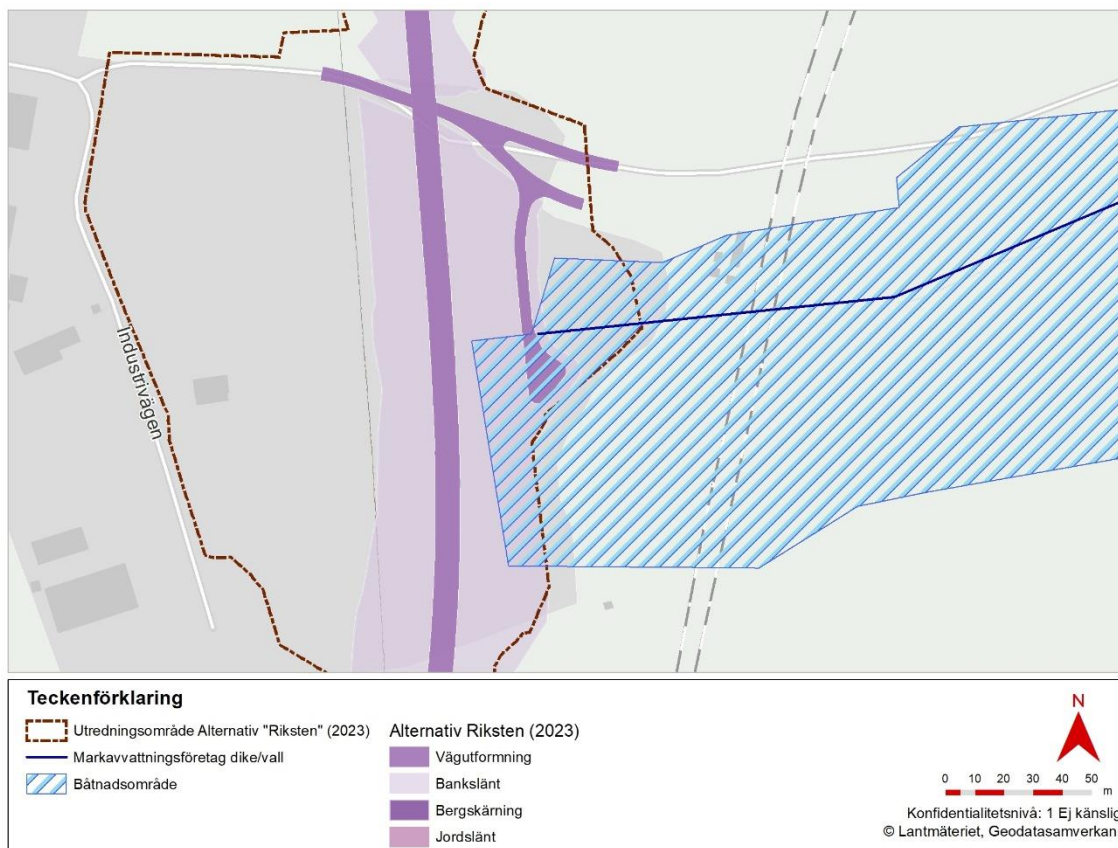 Industrivägen
Teckenförklaring
Utredningsområde Alternativ "Riksten" (2023)
Markavvattningsföretag dike/vall
Båtnadsområde
Alternativ Riksten (2023)
Vägutformning
Bankslänt
Bergskärning
Jordslänt
N
0 10 20 30 40 50
m
Konfidentialitetsnivå: 1 Ej känslig
© Lantmäteriet, Geodatasamverkan